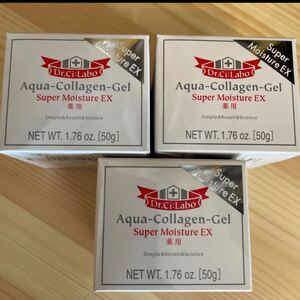 Super
Moisture EX
Dr.Ci:Labo
Aqua-Collagen-Gel
Super Moisture EX
薬用
Simple&Result&Science
NET WT. 1.76 oz. [50g]
Super
Moisture EX
Dr.Ci:Labo
Aqua-Collagen-Gel
Super Moisture EX
薬用
Simple&Result&Science
NET WT. 1.76 oz. [50g]
Super
Moisture EX
Dr.Ci:Labo
Aqua-Collagen-Gel
Super Moisture EX
薬用
Simple&Result&Science
NET WT. 1.76 oz. [50g]